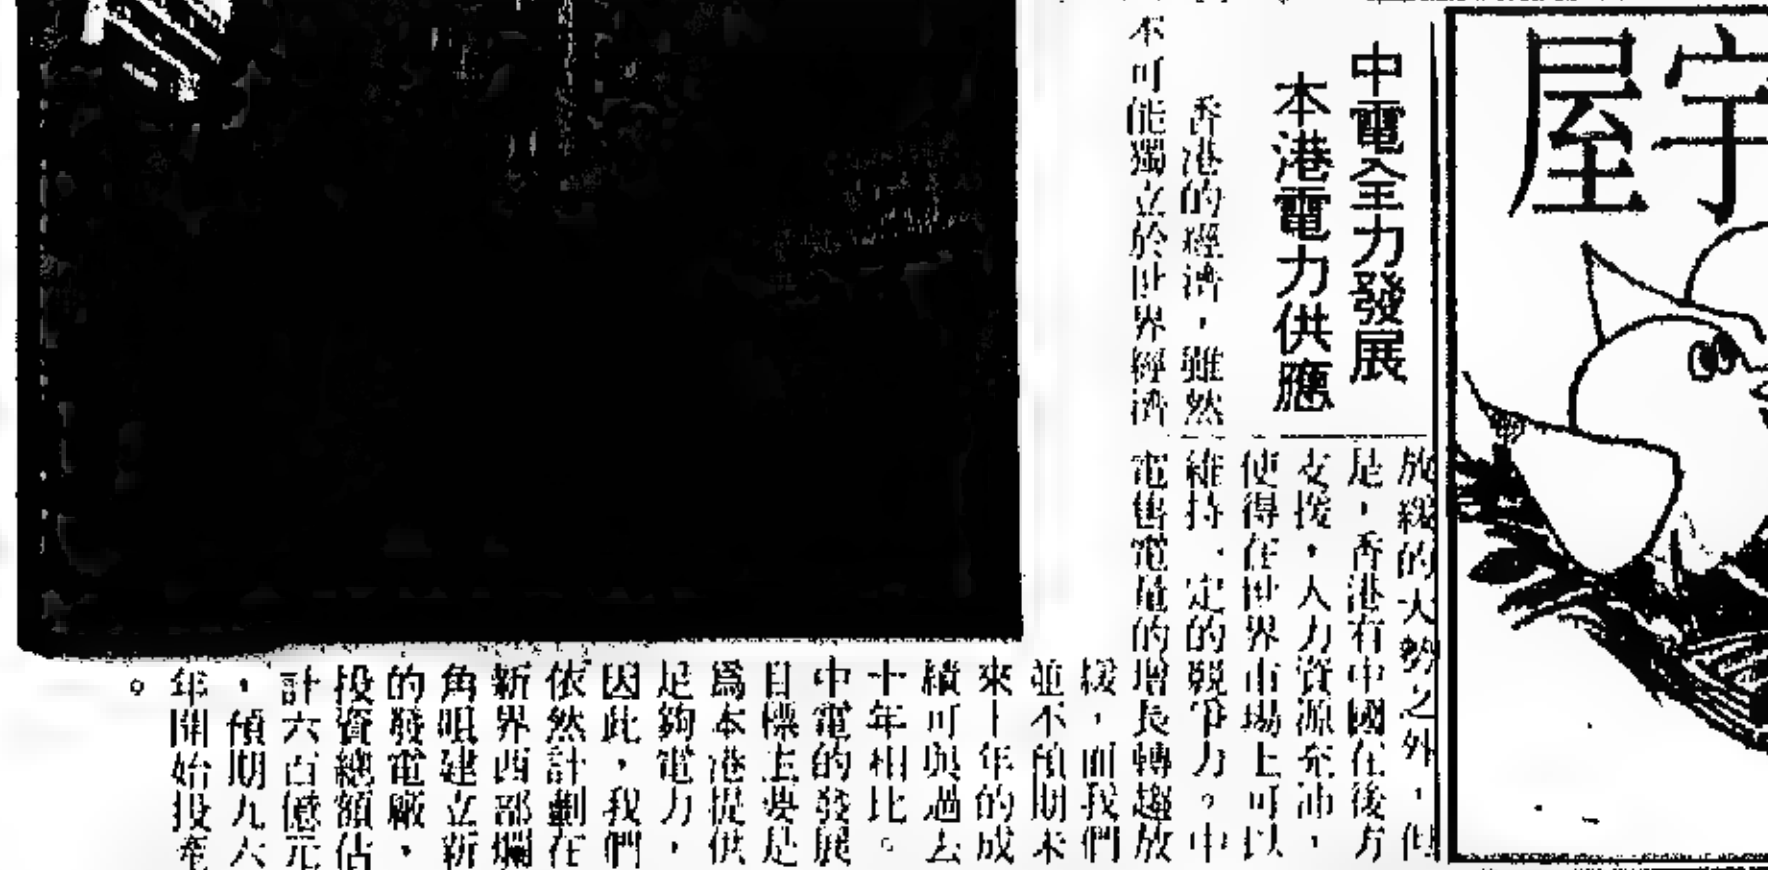 宇
屋
中電全力發展
本港電力供應
香港的經濟，雖然
不可能獨立於世界經濟
放緩的大勢之外，但
是，香港有中國在後方
支援，人力資源充沛，
使得在世界市場上可以
維持一定的競爭力。中
電售電量的增長轉趨放
緩，而我們
並不預期未
來十年的成
績可與過去
十年相比。
中電的發展
目標主要是
為本港提供
足夠電力，
因此，我們
依然計劃在
新界西部爛
角咀建立新
的發電廠，
投資總額估
計六百億元
，預期九六
年開始投產
。